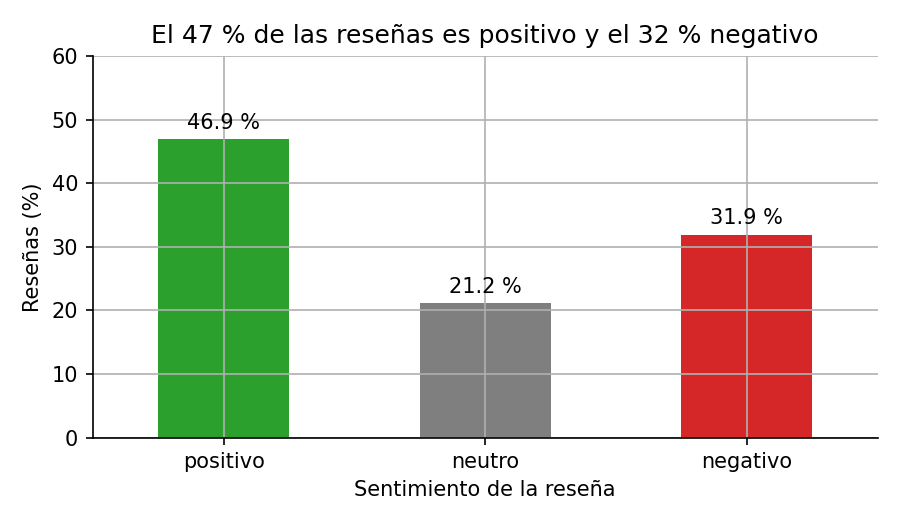 El 47 % de las reseñas es positivo y el 32 % negativo
Reseñas (%)
60
50
40
30
20
10
0
46.9 %
21.2 %
31.9 %
positivo
neutro
negativo
Sentimiento de la reseña